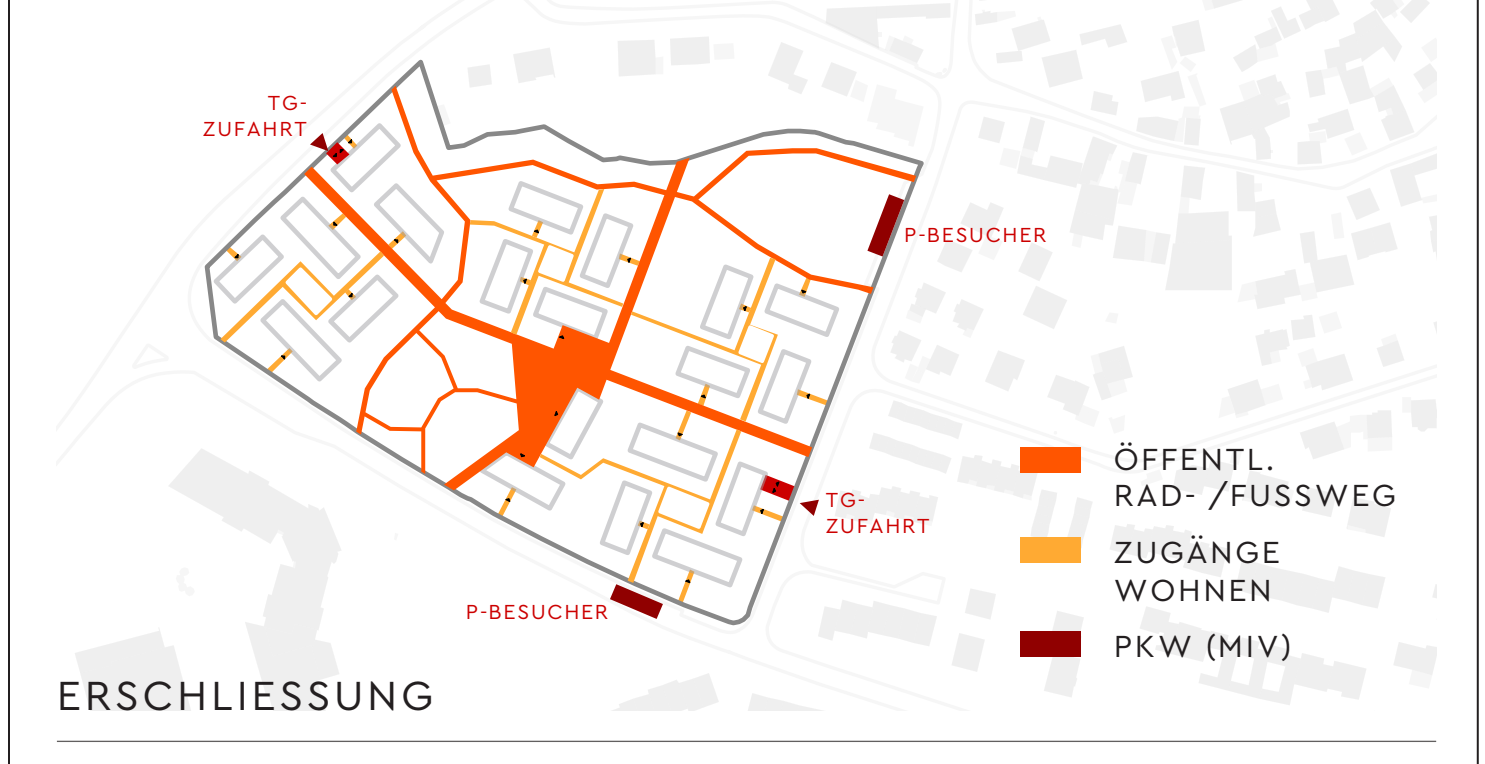 TG-
ZUFAHRT
P-BESUCHER
ÖFFENTL.
RAD- /FUSSWEG
TG-
ZUFAHRT
ZUGÄNGE
WOHNEN
P-BESUCHER
PKW (MIV)
ERSCHLIESSUNG